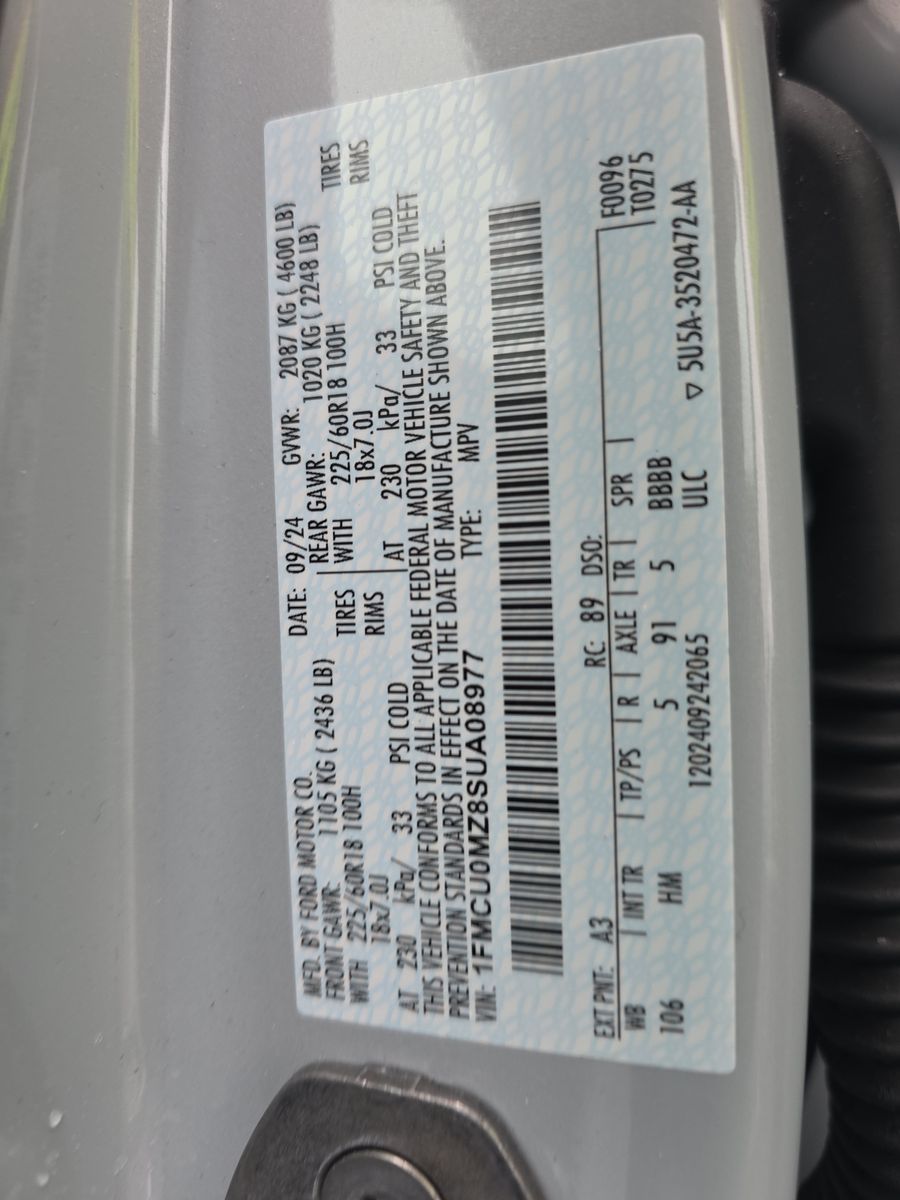 MFD. BY FORD MOTOR CO. DATE: 09/24 GVWR: 2087 KG ( 4600 LB)
FRONT GAWR: 1105 KG ( 2436 LB) REAR GAWR: 1020 KG ( 2248 LB)
WITH 225/60R18 100H TIRES WITH 225/60R18 100H TIRES
18x7.0J RIMS 18x7.0J RIMS
AT 230 kPa/ 33 PSI COLD AT 230 kPa/ 33 PSI COLD
THIS VEHICLE CONFORMS TO ALL APPLICABLE FEDERAL MOTOR VEHICLE SAFETY AND THEFT
PREVENTION STANDARDS IN EFFECT ON THE DATE OF MANUFACTURE SHOWN ABOVE.
VIN: 1FMCU0MZ8SUA08977 TYPE: MPV
EXT PNT: A3 RC: 89 DSO: F0096
WB INT TR TP/PS R AXLE TR SPR T0275
106 HM 5 91 5 BBBB
1202409242065 ULC 5U5A-3520472-AA